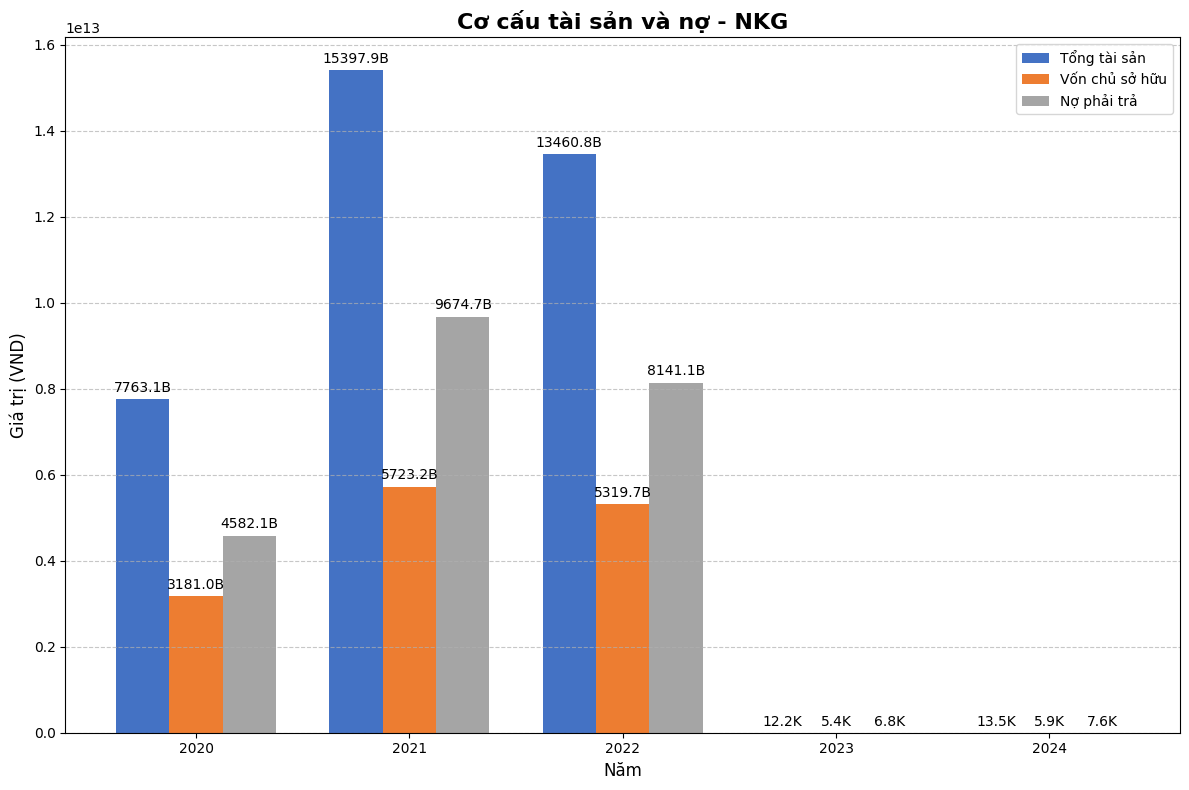 Cơ cấu tài sản và nợ - NKG
1e13
1.6
1.4
1.2
1.0
0.8
0.6
0.4
0.2
0.0
Giá trị (VND)
Tổng tài sản
Vốn chủ sở hữu
Nợ phải trả
7763.1B
3181.0B
4582.1B
15397.9B
5723.2B
9674.7B
13460.8B
5319.7B
8141.1B
12.2K
5.4K
6.8K
13.5K
5.9K
7.6K
2020
2021
2022
2023
2024
Năm